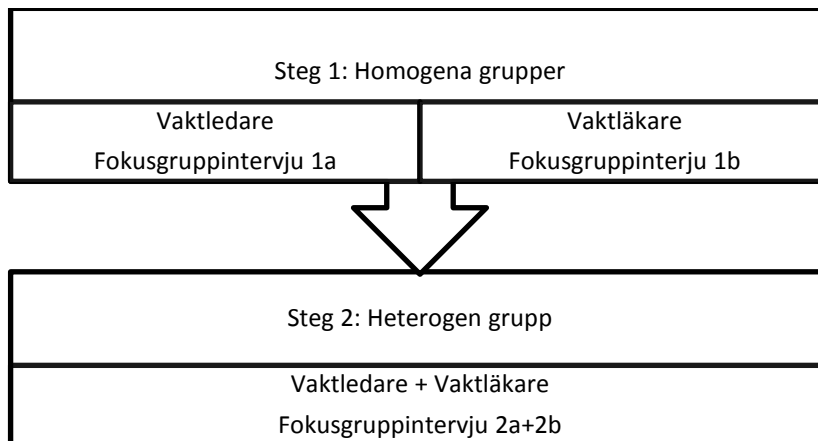 Steg 1: Homogena grupper
Vaktledare
Fokusgruppintervju 1a
Vaktläkare
Fokusgruppinterju 1b
Steg 2: Heterogen grupp
Vaktledare + Vaktläkare
Fokusgruppintervju 2a+2b